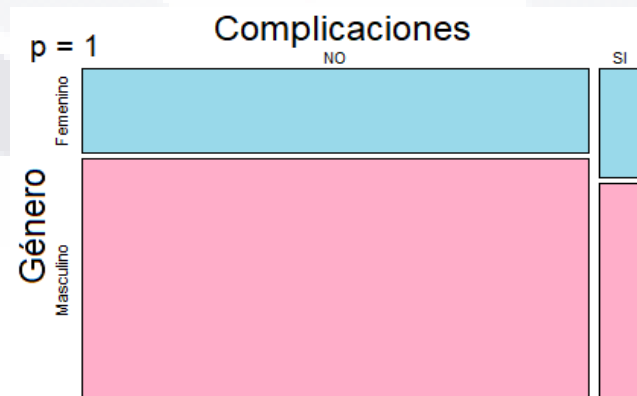 Complicaciones
p = 1
NO
SI
Femenino
Género
Masculino